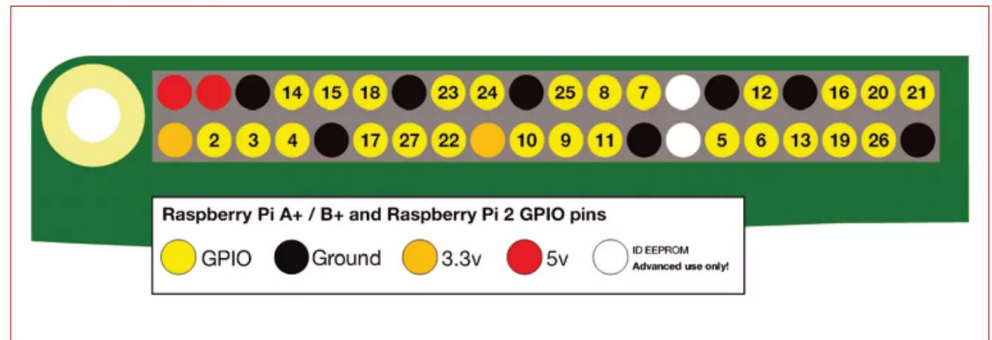 14 15 18 23 24 25 8 7 12 16 20 21
2 3 4 17 27 22 10 9 11 5 6 13 19 26
Raspberry Pi A+ / B+ and Raspberry Pi 2 GPIO pins
GPIO Ground 3.3v 5v ID EEPROM
Advanced use only!